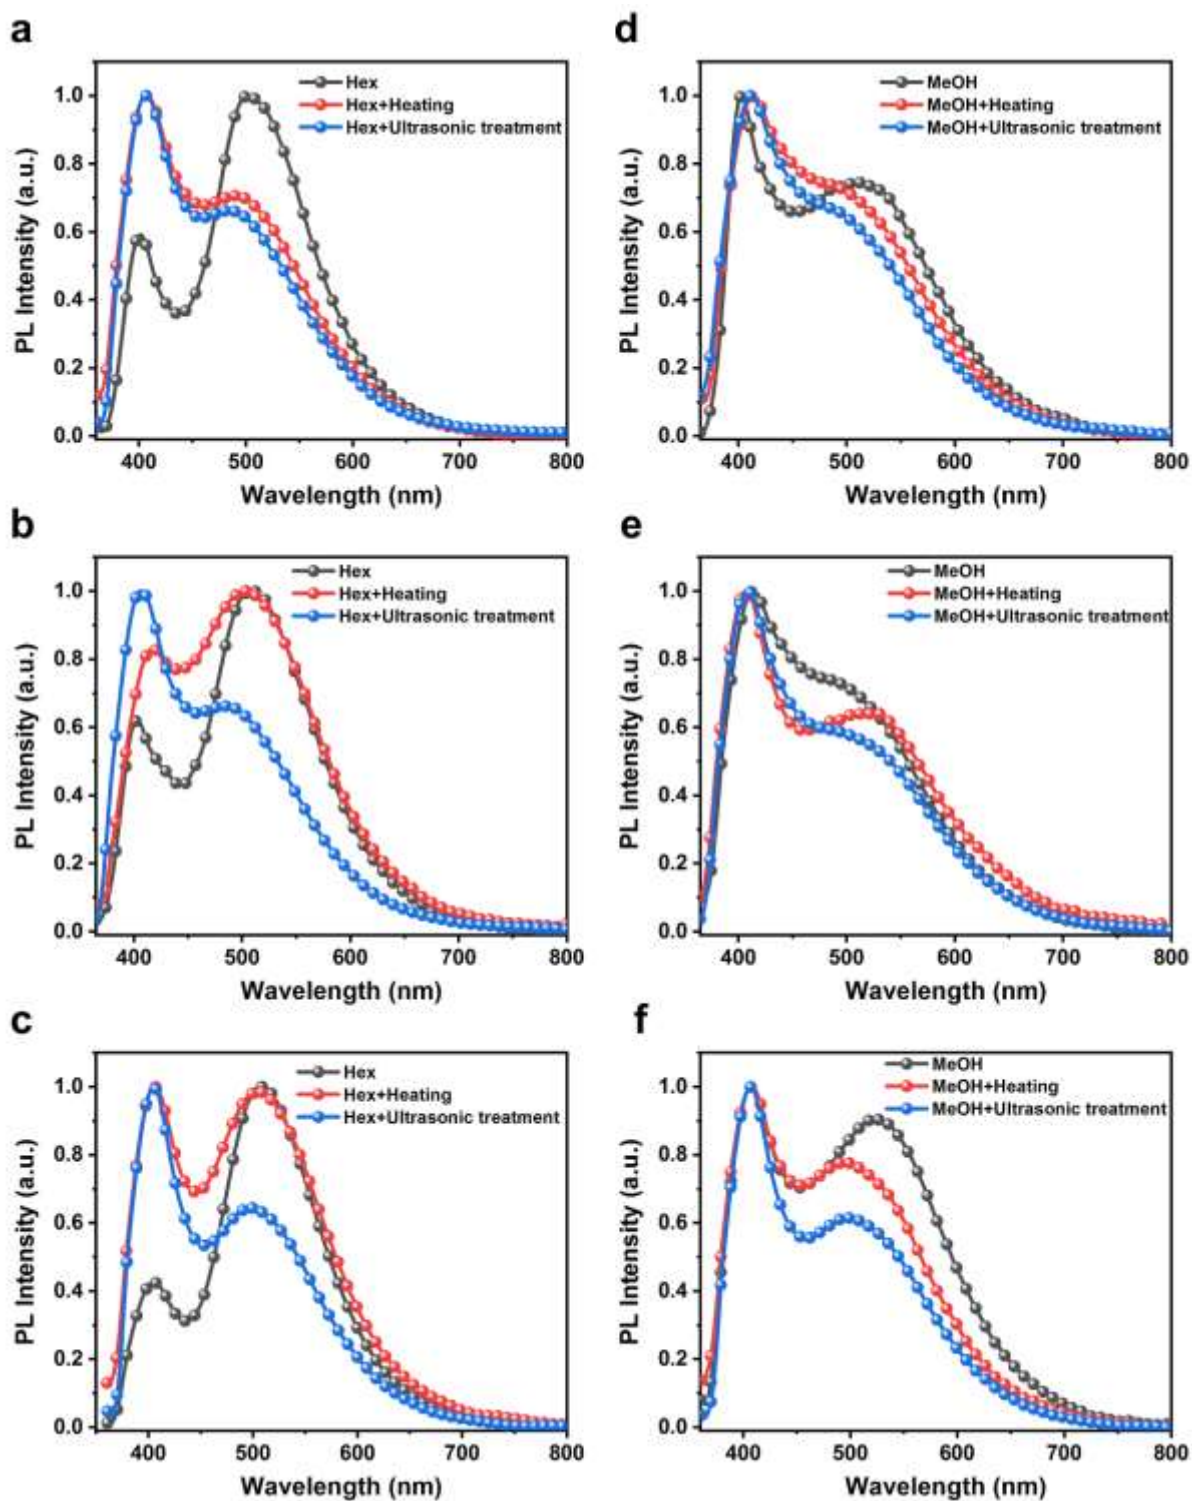 a
Hex
Hex+Heating
Hex+Ultrasonic treatment
PL Intensity (a.u.)
1.0
0.8
0.6
0.4
0.2
0.0
400 500 600 700 800
Wavelength (nm)
d
MeOH
MeOH+Heating
MeOH+Ultrasonic treatment
PL Intensity (a.u.)
1.0
0.8
0.6
0.4
0.2
0.0
400 500 600 700 800
Wavelength (nm)
b
Hex
Hex+Heating
Hex+Ultrasonic treatment
PL Intensity (a.u.)
1.0
0.8
0.6
0.4
0.2
0.0
400 500 600 700 800
Wavelength (nm)
e
MeOH
MeOH+Heating
MeOH+Ultrasonic treatment
PL Intensity (a.u.)
1.0
0.8
0.6
0.4
0.2
0.0
400 500 600 700 800
Wavelength (nm)
c
Hex
Hex+Heating
Hex+Ultrasonic treatment
PL Intensity (a.u.)
1.0
0.8
0.6
0.4
0.2
0.0
400 500 600 700 800
Wavelength (nm)
f
MeOH
MeOH+Heating
MeOH+Ultrasonic treatment
PL Intensity (a.u.)
1.0
0.8
0.6
0.4
0.2
0.0
400 500 600 700 800
Wavelength (nm)